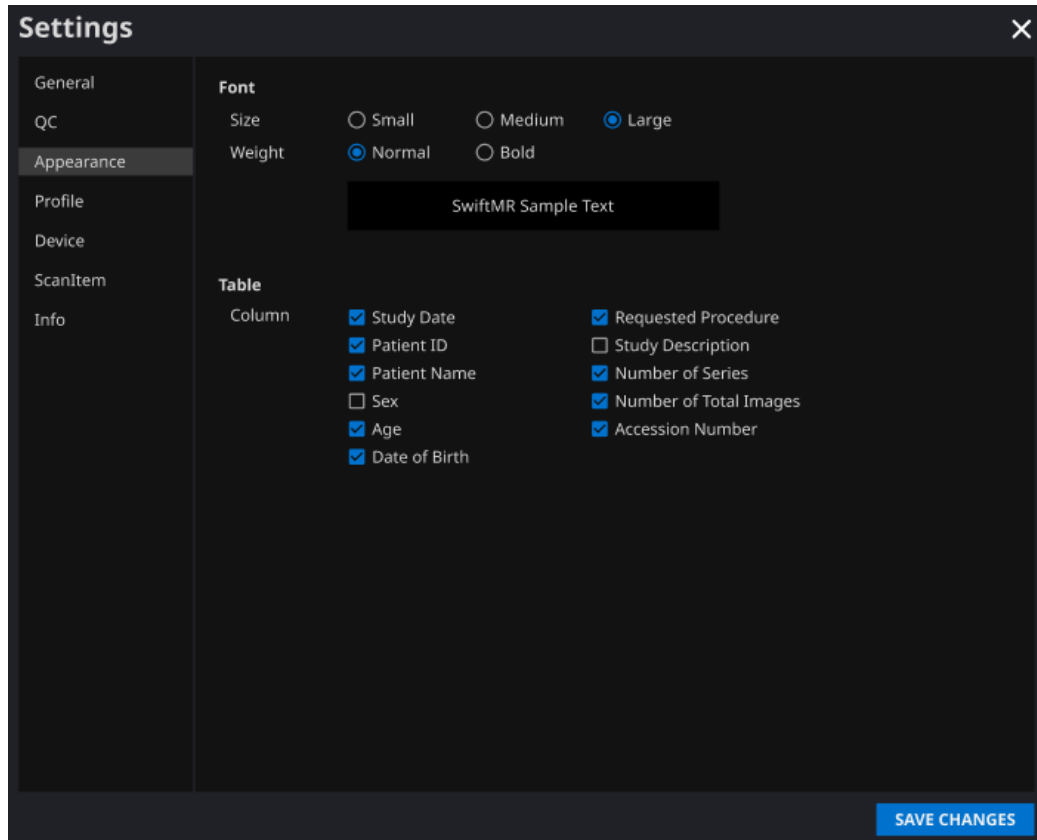 Settings
General
QC
Appearance
Profile
Device
ScanItem
Info
Font
Size Small Medium Large
Weight Normal Bold
SwiftMR Sample Text
Table
Column
Study Date
Patient ID
Patient Name
Sex
Age
Date of Birth
Requested Procedure
Study Description
Number of Series
Number of Total Images
Accession Number
SAVE CHANGES